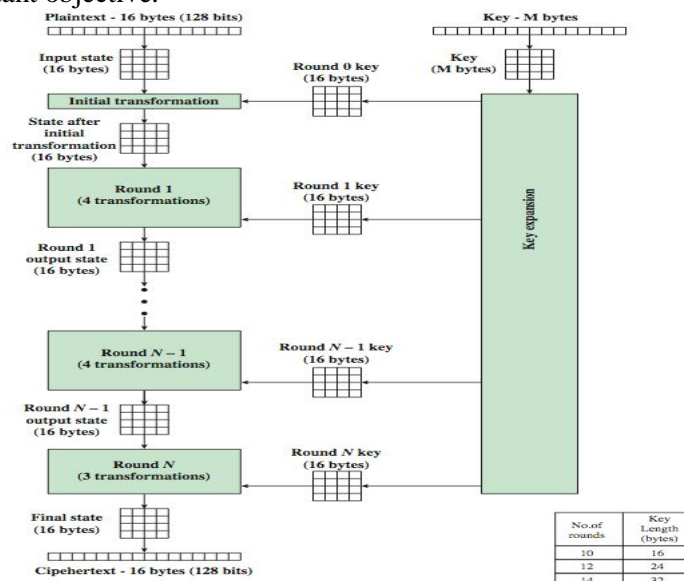 tant objective.
Plaintext - 16 bytes (128 bits)
Key - M bytes
Input state
(16 bytes)
Key
(M bytes)
Round 0 key
(16 bytes)
Initial transformation
State after
initial
transformation
(16 bytes)
Round 1
(4 transformations)
Round 1 key
(16 bytes)
Key expansion
Round 1
output state
(16 bytes)
Round N – 1
(4 transformations)
Round N – 1 key
(16 bytes)
Round N – 1
output state
(16 bytes)
Round N
(3 transformations)
Round N key
(16 bytes)
Final state
(16 bytes)
Cipehertext - 16 bytes (128 bits)
No.of
rounds
Key
Length
(bytes)
10 16
12 24
14 32